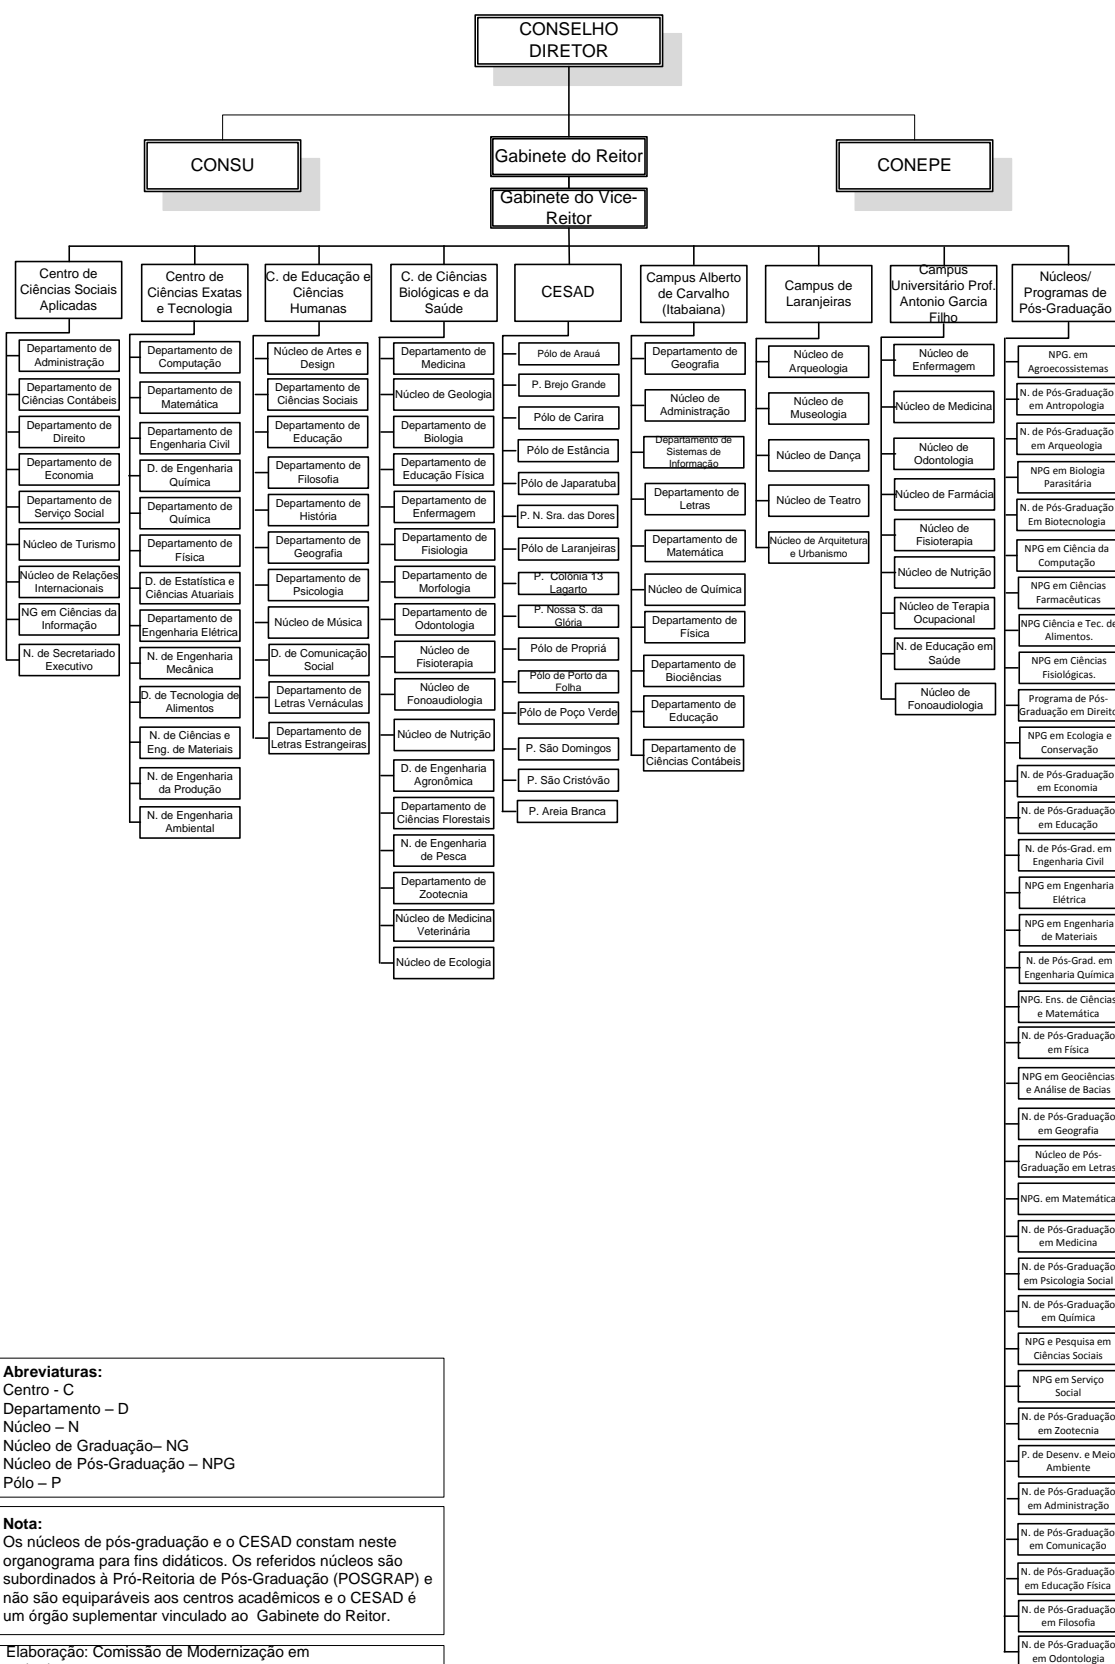 CONSELHO
DIRETOR
CONSU
Gabinete do Reitor
CONEPE
Gabinete do Vice-
Reitor
Centro de
Ciências Sociais
Aplicadas
Departamento de
Administração
Departamento de
Ciências Contábeis
Departamento de
Direito
Departamento de
Economia
Departamento de
Serviço Social
Núcleo de Turismo
Núcleo de Relações
Internacionais
NG em Ciências da
Informação
N. de Secretariado
Executivo
Centro de
Ciências Exatas
e Tecnologia
Departamento de
Computação
Departamento de
Matemática
Departamento de
Engenharia Civil
D. de Engenharia
Química
Departamento de
Química
Departamento de
Física
D. de Estatística e
Ciências Atuariais
Departamento de
Engenharia Elétrica
N. de Engenharia
Mecânica
D. de Tecnologia de
Alimentos
N. de Ciências e
Eng. de Materiais
N. de Engenharia
da Produção
N. de Engenharia
Ambiental
C. de Educação e
Ciências
Humanas
Núcleo de Artes e
Design
Departamento de
Ciências Sociais
Departamento de
Educação
Departamento de
Filosofia
Departamento de
História
Departamento de
Geografia
Departamento de
Psicologia
Núcleo de Música
D. de Comunicação
Social
Departamento de
Letras Vernáculas
Departamento de
Letras Estrangeiras
C. de Ciências
Biológicas e da
Saúde
Departamento de
Medicina
Núcleo de Geologia
Departamento de
Biologia
Departamento de
Educação Física
Departamento de
Enfermagem
Departamento de
Fisiologia
Departamento de
Morfologia
Departamento de
Odontologia
Núcleo de
Fisioterapia
Núcleo de
Fonoaudiologia
Núcleo de Nutrição
D. de Engenharia
Agronômica
Departamento de
Ciências Florestais
N. de Engenharia
de Pesca
Departamento de
Zootecnia
Núcleo de Medicina
Veterinária
Núcleo de Ecologia
CESAD
Pólo de Arauá
P. Brejo Grande
Pólo de Carira
Pólo de Estância
Pólo de Japaratuba
P. N. Sra. das Dores
Pólo de Laranjeiras
P. Colônia 13
Lagarto
P. Nossa S. da
Glória
Pólo de Propriá
Pólo de Porto da
Folha
Pólo de Poço Verde
P. São Domingos
P. São Cristóvão
P. Areia Branca
Campus Alberto
de Carvalho
(Itabaiana)
Departamento de
Geografia
Núcleo de
Administração
Departamento de
Sistemas de
Informação
Departamento de
Letras
Departamento de
Matemática
Núcleo de Química
Departamento de
Física
Departamento de
Biociências
Departamento de
Educação
Departamento de
Ciências Contábeis
Campus de
Laranjeiras
Núcleo de
Arqueologia
Núcleo de
Museologia
Núcleo de Dança
Núcleo de Teatro
Núcleo de Arquitetura
e Urbanismo
Campus
Universitário Prof.
Antonio Garcia
Filho
Núcleo de
Enfermagem
Núcleo de Medicina
Núcleo de
Odontologia
Núcleo de Farmácia
Núcleo de
Fisioterapia
Núcleo de Nutrição
Núcleo de Terapia
Ocupacional
N. de Educação em
Saúde
Núcleo de
Fonoaudiologia
Núcleos/
Programas de
Pós-Graduação
NPG. em
Agroecossistemas
N. de Pós-Graduação
em Antropologia
N. de Pós-Graduação
em Arqueologia
NPG em Biologia
Parasitária
N. de Pós-Graduação
Em Biotecnologia
NPG em Ciência da
Computação
NPG em Ciências
Farmacêuticas
NPG Ciência e Tec. de
Alimentos.
NPG em Ciências
Fisiológicas.
Programa de Pós-
Graduação em Direito
NPG em Ecologia e
Conservação
N. de Pós-Graduação
em Economia
N. de Pós-Graduação
em Educação
N. de Pós-Grad. em
Engenharia Civil
NPG em Engenharia
Elétrica
NPG em Engenharia
de Materiais
N. de Pós-Grad. em
Engenharia Química
NPG. Ens. de Ciências
e Matemática
N. de Pós-Graduação
em Física
NPG em Geociências
e Análise de Bacias
N. de Pós-Graduação
em Geografia
Núcleo de Pós-
Graduação em Letras
NPG. em Matemática
N. de Pós-Graduação
em Medicina
N. de Pós-Graduação
em Psicologia Social
N. de Pós-Graduação
em Química
NPG e Pesquisa em
Ciências Sociais
NPG em Serviço
Social
N. de Pós-Graduação
em Zootecnia
P. de Desenv. e Meio
Ambiente
N. de Pós-Graduação
em Administração
N. de Pós-Graduação
em Comunicação
N. de Pós-Graduação
em Educação Física
N. de Pós-Graduação
em Filosofia
N. de Pós-Graduação
em Odontologia
Abreviaturas:
Centro - C
Departamento – D
Núcleo – N
Núcleo de Graduação– NG
Núcleo de Pós-Graduação – NPG
Pólo – P
Nota:
Os núcleos de pós-graduação e o CESAD constam neste
organograma para fins didáticos. Os referidos núcleos são
subordinados à Pró-Reitoria de Pós-Graduação (POSGRAP) e
não são equiparáveis aos centros acadêmicos e o CESAD é
um órgão suplementar vinculado ao Gabinete do Reitor.
Elaboração: Comissão de Modernização em